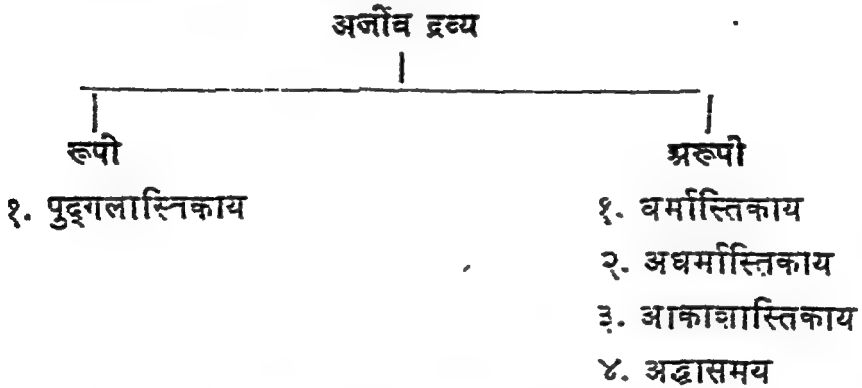 अजीव द्रव्य
रूपी
अरूपी
१. पुद्गलास्तिकाय
१. धर्मास्तिकाय
२. अधर्मास्तिकाय
३. आकाशास्तिकाय
४. अद्धासमय